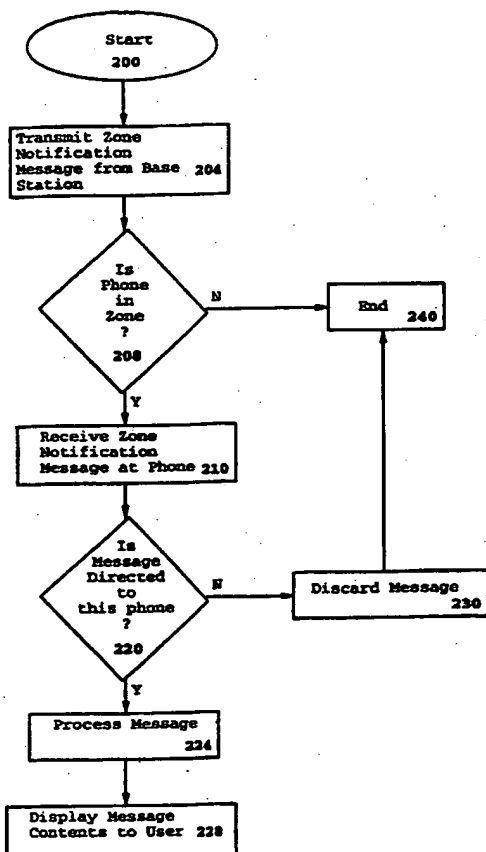 Start
200
Transmit Zone
Notification
Message from Base 204
Station
Is
Phone
in
Zone
?
208
N
End
240
Y
Receive Zone
Notification
Message at Phone 210
Is
Message
Directed
to
this phone
?
220
N
Discard Message
230
Y
Process Message
224
Display Message
Contents to User 228